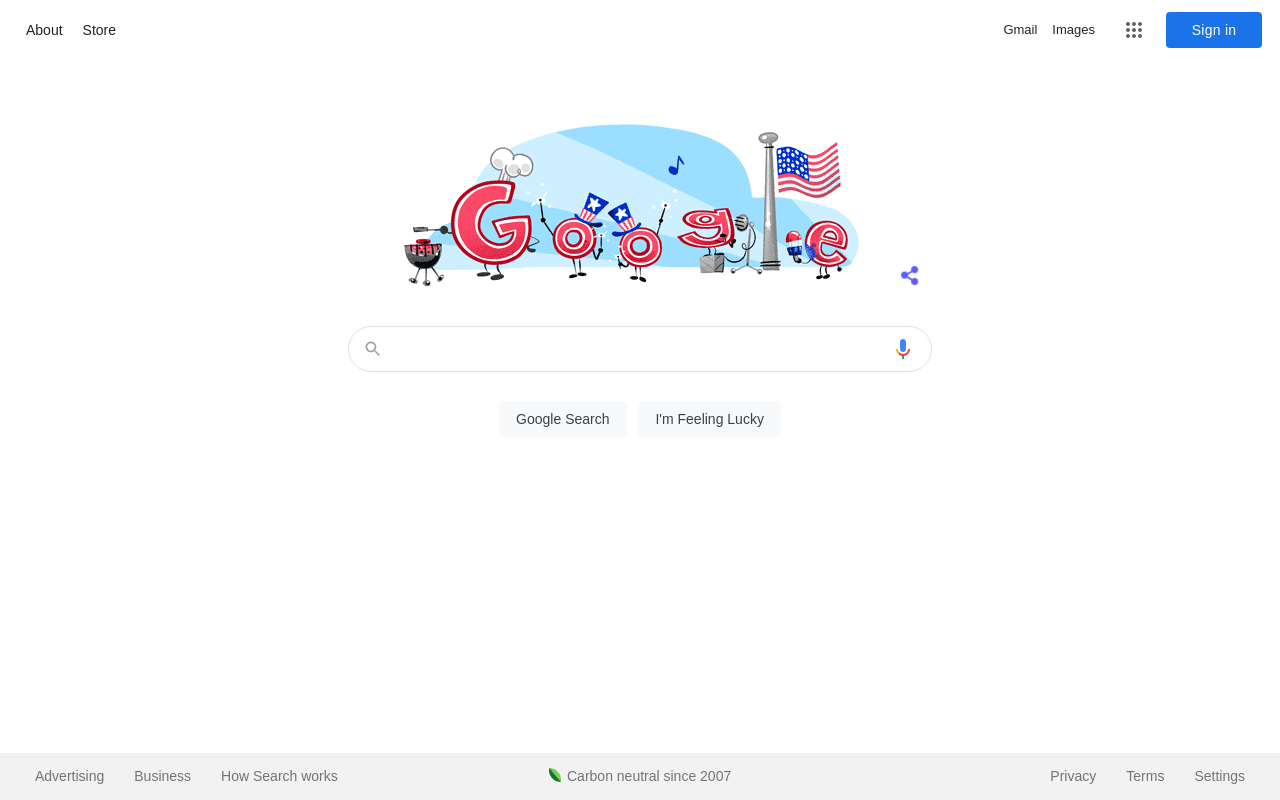 About Store
Gmail Images Sign in
Google
Google Search I'm Feeling Lucky
Advertising Business How Search works Carbon neutral since 2007 Privacy Terms Settings